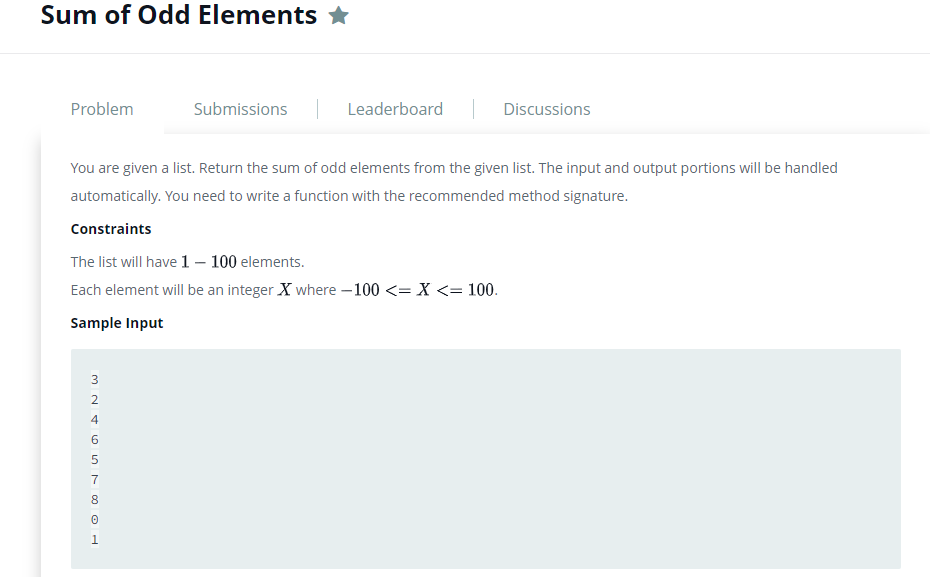 Sum of Odd Elements
Problem Submissions Leaderboard Discussions
You are given a list. Return the sum of odd elements from the given list. The input and output portions will be handled
automatically. You need to write a function with the recommended method signature.
Constraints
The list will have 1 – 100 elements.
Each element will be an integer X where −100 <= X <= 100.
Sample Input
3
2
4
6
5
7
8
0
1